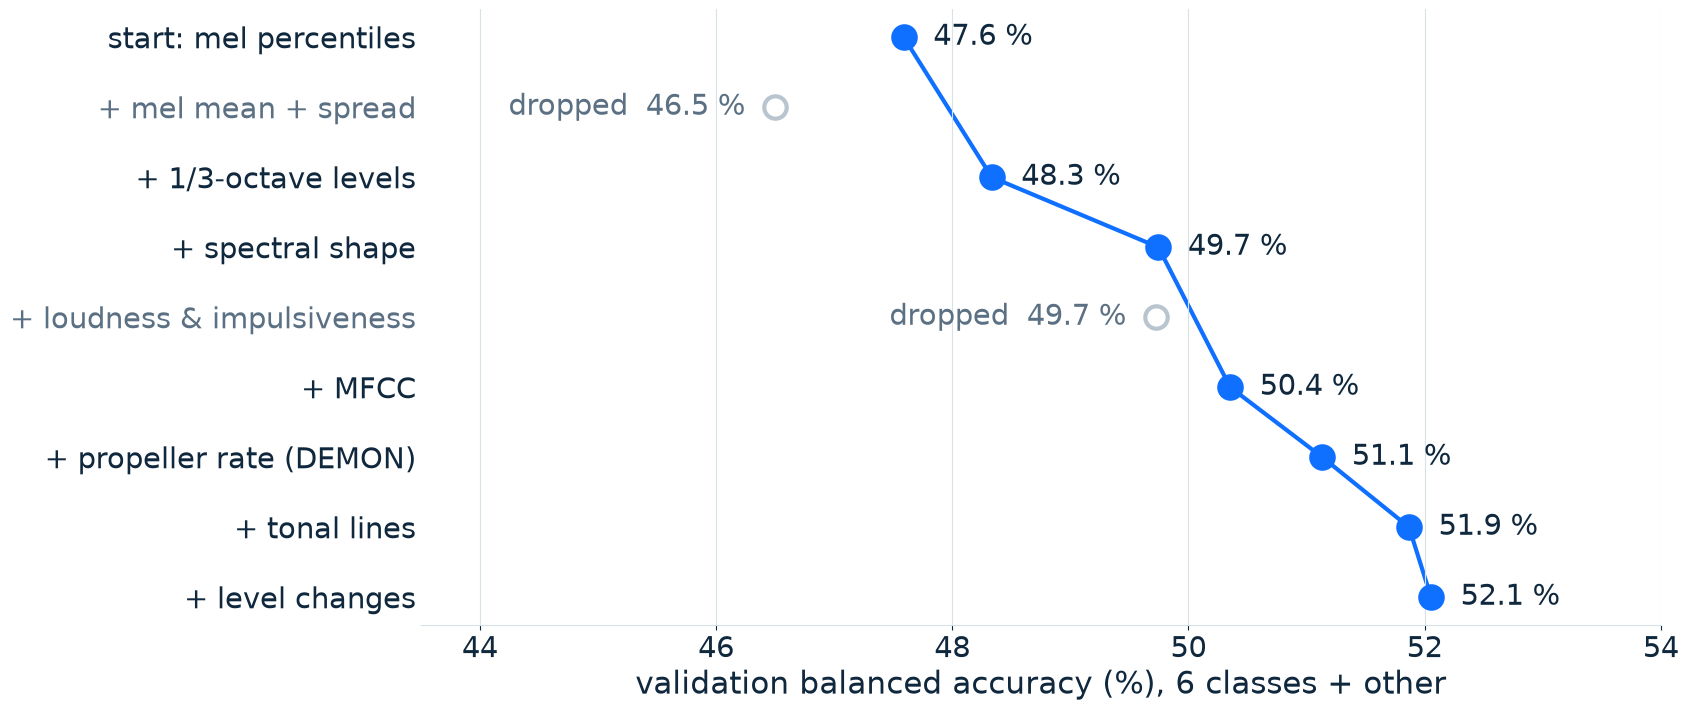 start: mel percentiles
47.6 %
+ mel mean + spread
dropped  46.5 %
+ 1/3-octave levels
48.3 %
+ spectral shape
49.7 %
+ loudness & impulsiveness
dropped  49.7 %
+ MFCC
50.4 %
+ propeller rate (DEMON)
51.1 %
+ tonal lines
51.9 %
+ level changes
52.1 %
44 46 48 50 52 54
validation balanced accuracy (%), 6 classes + other